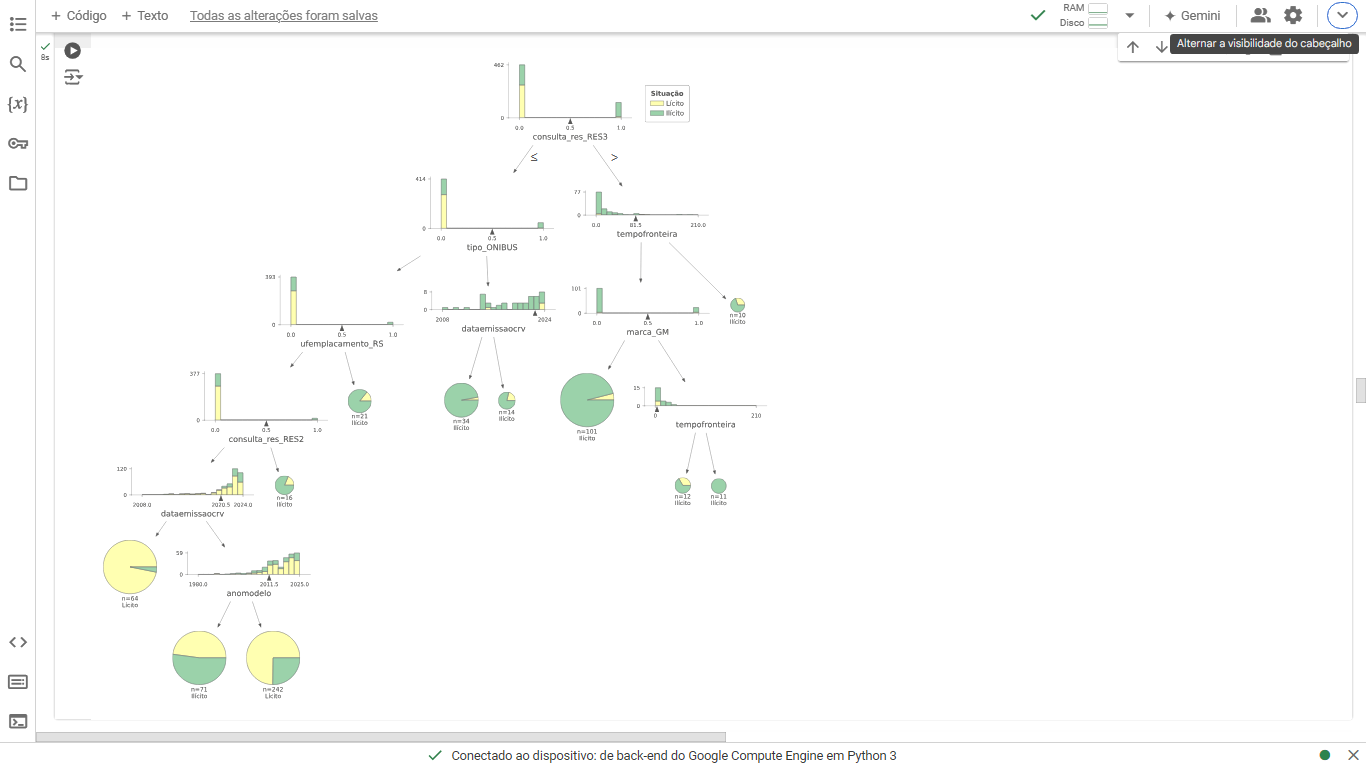 + Código + Texto Todas as alterações foram salvas
RAM
Disco
Gemini
Alternar a visibilidade do cabeçalho
8s
{x}
462
0
0.0 0.5 1.0
consulta_res_RES3
Situação
Lícito
Ilícito
≤ >
414
0
0.0 0.5 1.0
tipo_ONIBUS
77
0
0.0 81.5 210.0
tempofronteira
393
0
0.0 0.5 1.0
ufemplacamento_RS
8
0
2008 2024
dataemissaocrv
101
0
0.0 0.5 1.0
marca_GM
n=10
Ilícito
377
0
0.0 0.5 1.0
consulta_res_RES2
n=21
Ilícito
n=34
Ilícito
n=14
Ilícito
n=101
Ilícito
15
0
0 210
tempofronteira
120
0
2008.0 2020.5 2024.0
dataemissaocrv
n=16
Ilícito
n=12
Ilícito
n=11
Ilícito
n=64
Lícito
59
0
1980.0 2011.5 2025.0
anomodelo
n=71
Ilícito
n=242
Lícito
Conectado ao dispositivo: de back-end do Google Compute Engine em Python 3